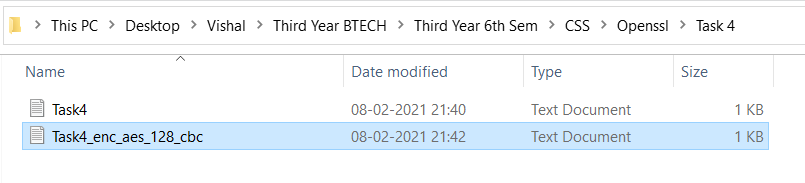 This PC > Desktop > Vishal > Third Year BTECH > Third Year 6th Sem > CSS > Openssl > Task 4
Name Date modified Type Size
Task4 08-02-2021 21:40 Text Document 1 KB
Task4_enc_aes_128_cbc 08-02-2021 21:42 Text Document 1 KB